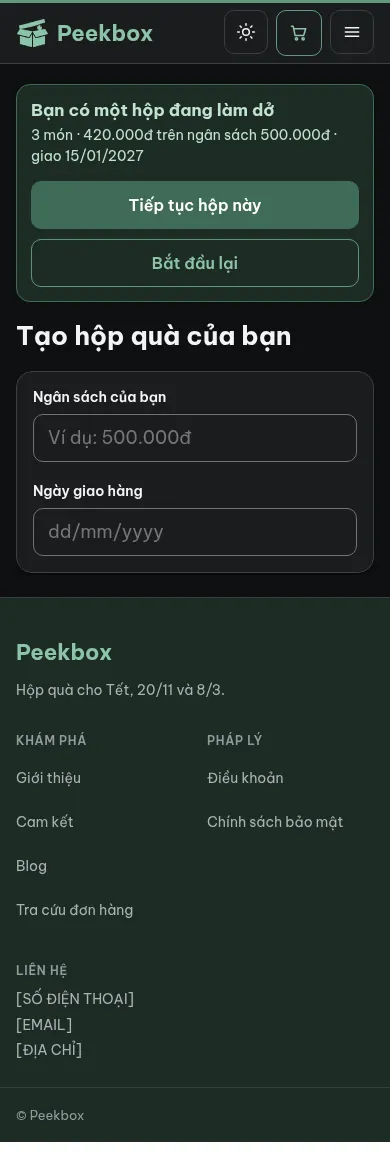 Peekbox
Bạn có một hộp đang làm dở
3 món · 420.000đ trên ngân sách 500.000đ ·
giao 15/01/2027
Tiếp tục hộp này
Bắt đầu lại
Tạo hộp quà của bạn
Ngân sách của bạn
Ví dụ: 500.000đ
Ngày giao hàng
dd/mm/yyyy
Peekbox
Hộp quà cho Tết, 20/11 và 8/3.
KHÁM PHÁ
Giới thiệu
Cam kết
Blog
Tra cứu đơn hàng
PHÁP LÝ
Điều khoản
Chính sách bảo mật
LIÊN HỆ
[SỐ ĐIỆN THOẠI]
[EMAIL]
[ĐỊA CHỈ]
© Peekbox